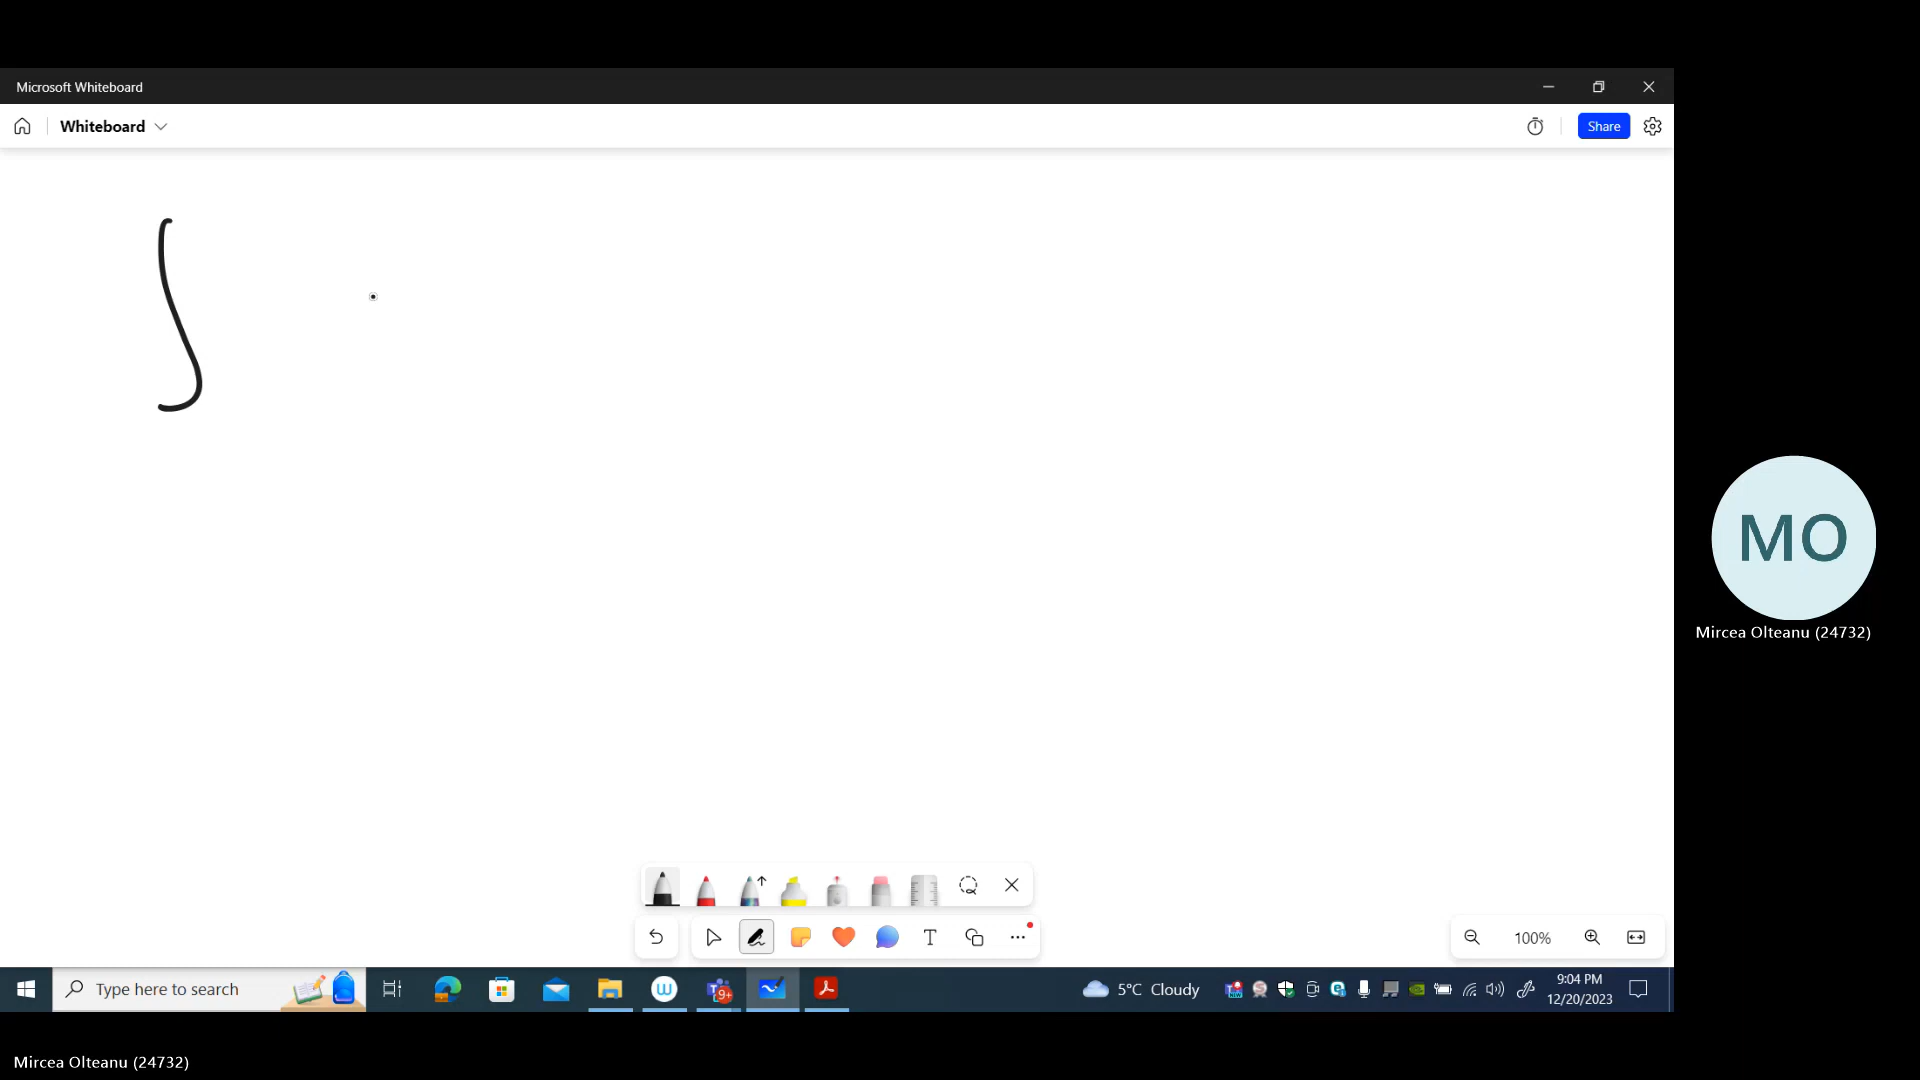 Microsoft Whiteboard
Whiteboard
Share
∫
MO
Mircea Olteanu (24732)
T
100%
Type here to search
W
9+
5°C Cloudy
9:04 PM
12/20/2023
Mircea Olteanu (24732)